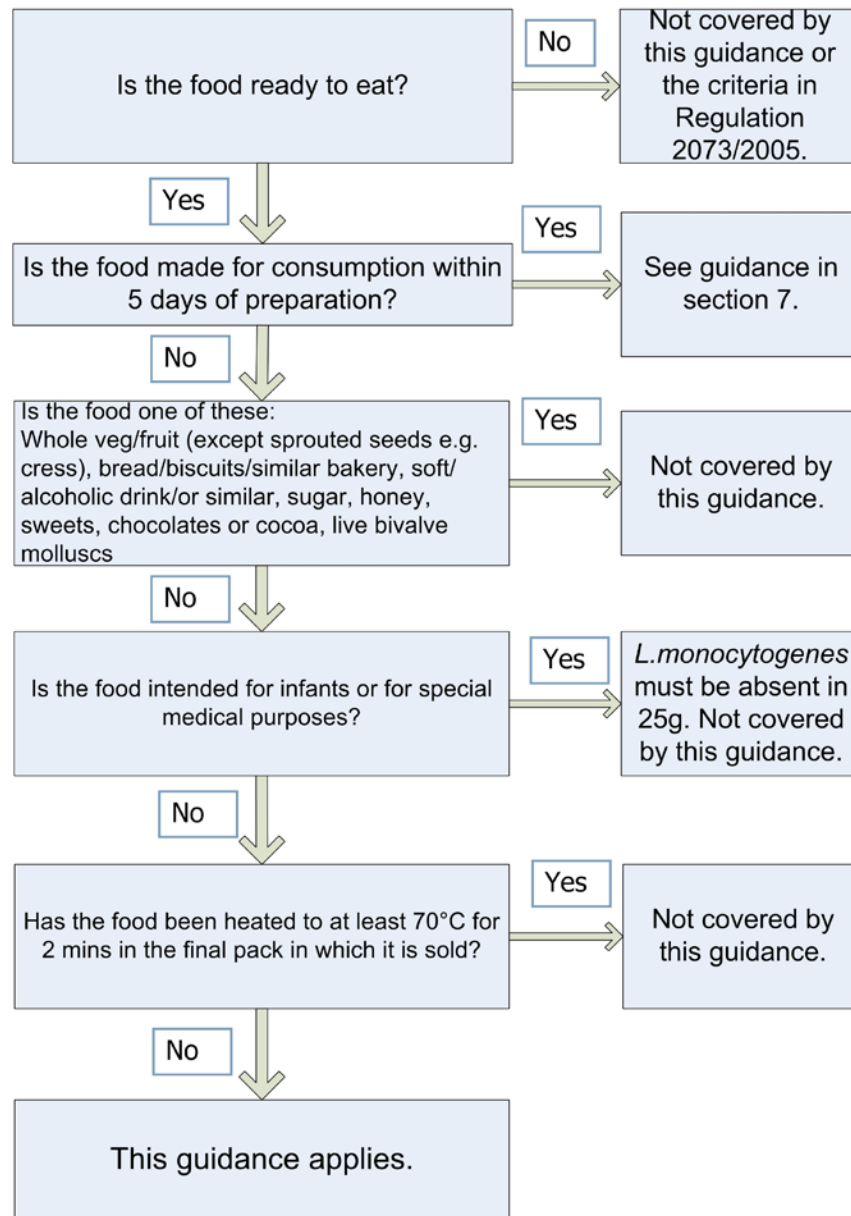 Is the food ready to eat?
No
Not covered by
this guidance or
the criteria in
Regulation
2073/2005.
Yes
Is the food made for consumption within
5 days of preparation?
Yes
See guidance in
section 7.
No
Is the food one of these:
Whole veg/fruit (except sprouted seeds e.g.
cress), bread/biscuits/similar bakery, soft/
alcoholic drink/or similar, sugar, honey,
sweets, chocolates or cocoa, live bivalve
molluscs
Yes
Not covered by
this guidance.
No
Is the food intended for infants or for special
medical purposes?
Yes
L.monocytogenes
must be absent in
25g. Not covered
by this guidance.
No
Has the food been heated to at least 70°C for
2 mins in the final pack in which it is sold?
Yes
Not covered by
this guidance.
No
This guidance applies.